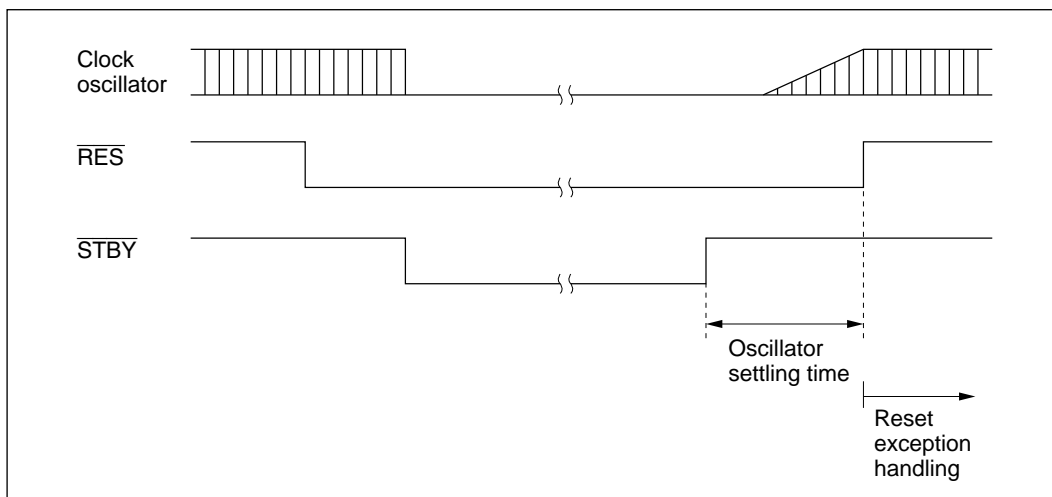 Clock
oscillator
RES
STBY
Oscillator
settling time
Reset
exception
handling